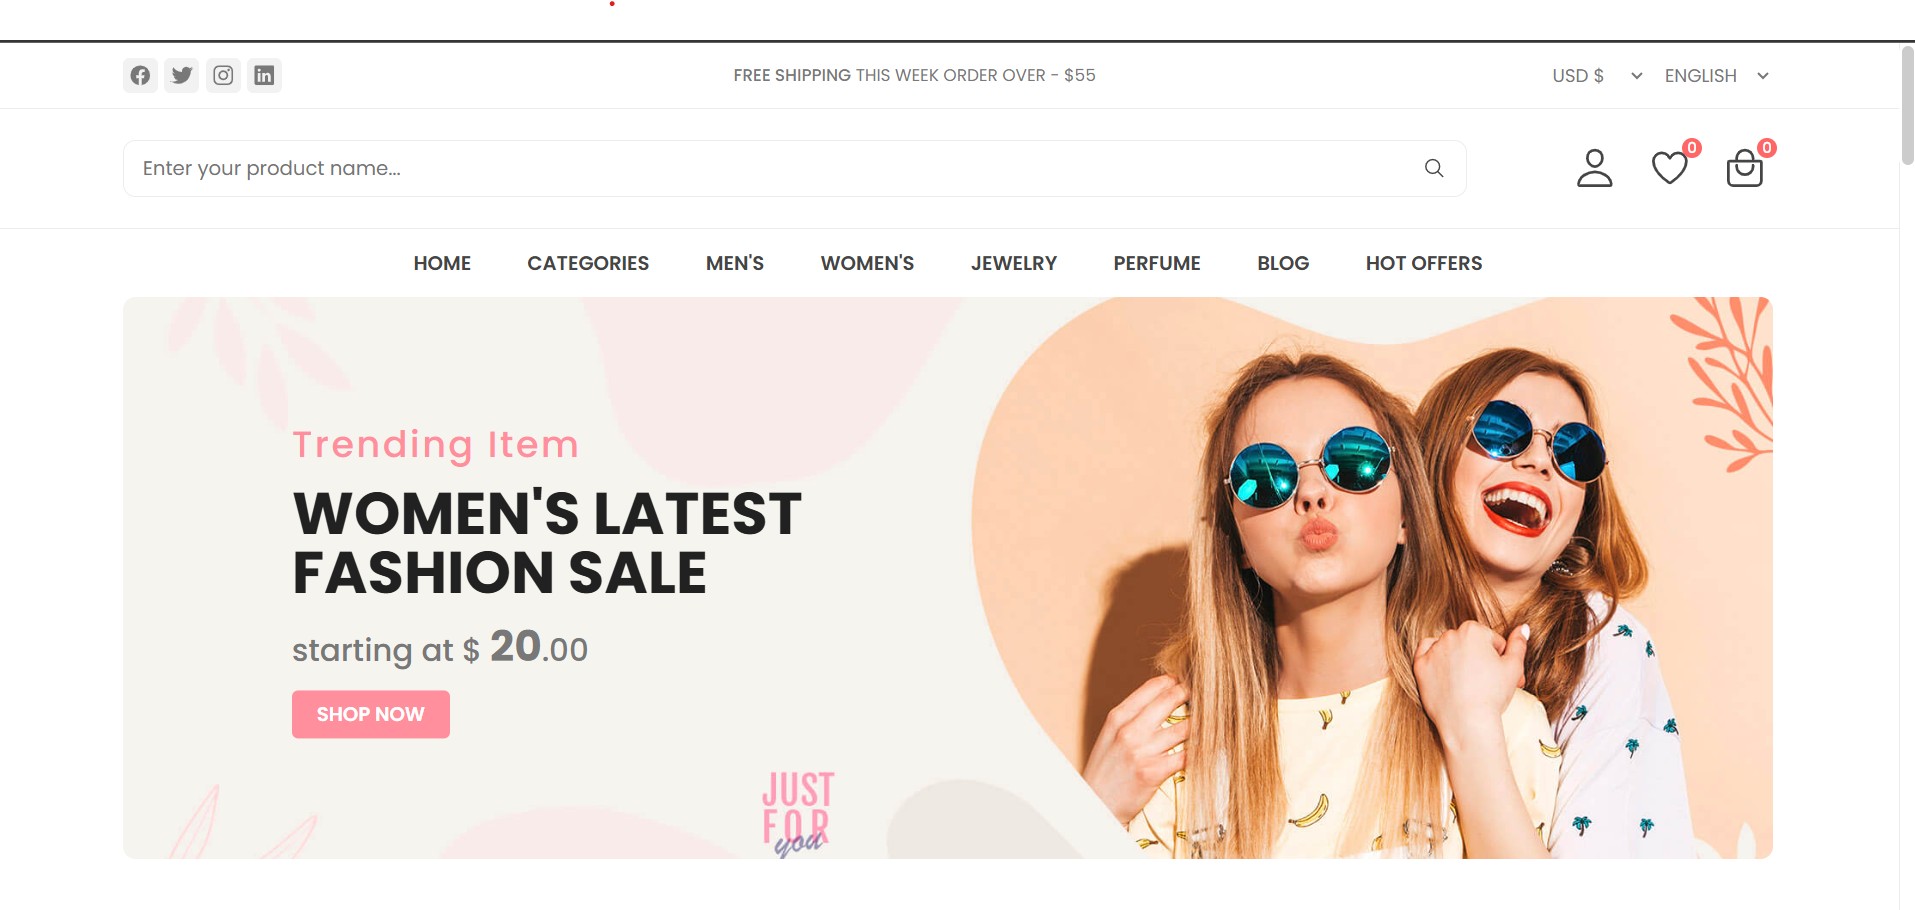 FREE SHIPPING THIS WEEK ORDER OVER - $55
USD $
ENGLISH
Enter your product name...
0
0
HOME
CATEGORIES
MEN'S
WOMEN'S
JEWELRY
PERFUME
BLOG
HOT OFFERS
Trending Item
WOMEN'S LATEST
FASHION SALE
starting at $ 20.00
SHOP NOW
JUST
FOR
you